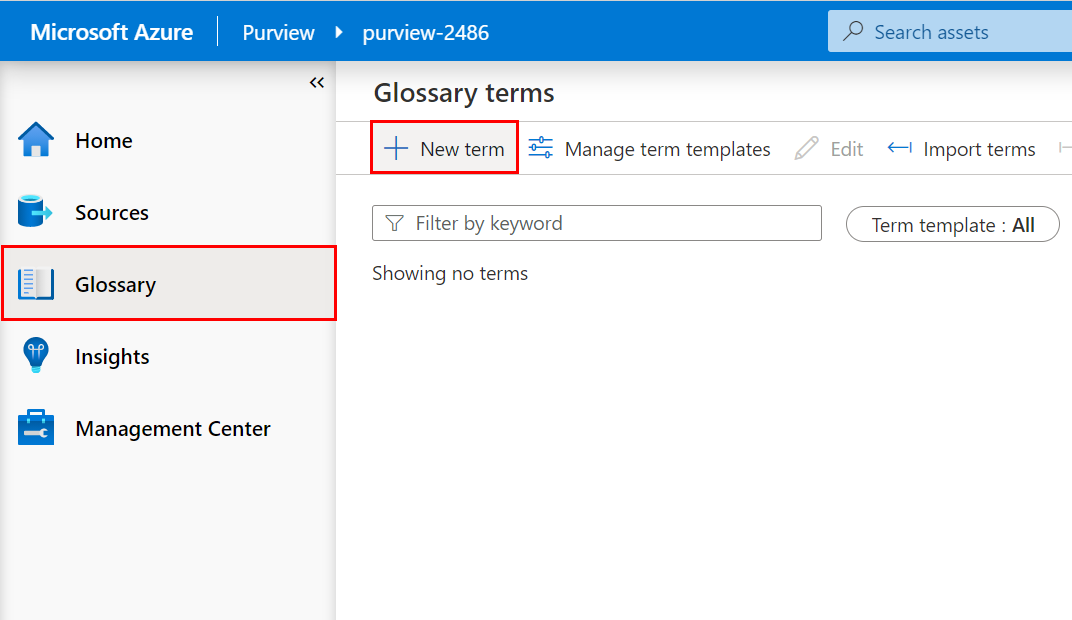 Microsoft Azure
Purview
purview-2486
Search assets
Home
Sources
Glossary
Insights
Management Center
Glossary terms
New term
Manage term templates
Edit
Import terms
Filter by keyword
Term template : All
Showing no terms